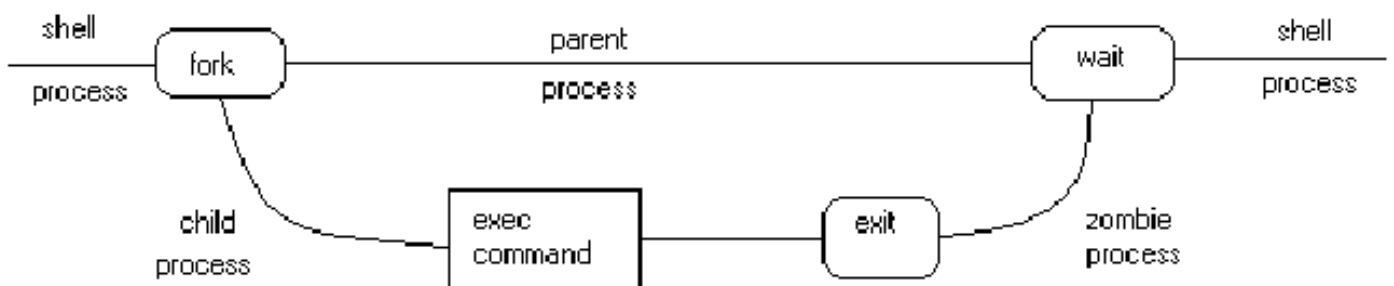 shell
process
fork
parent
process
wait
shell
process
child
process
exec
command
exit
zombie
process